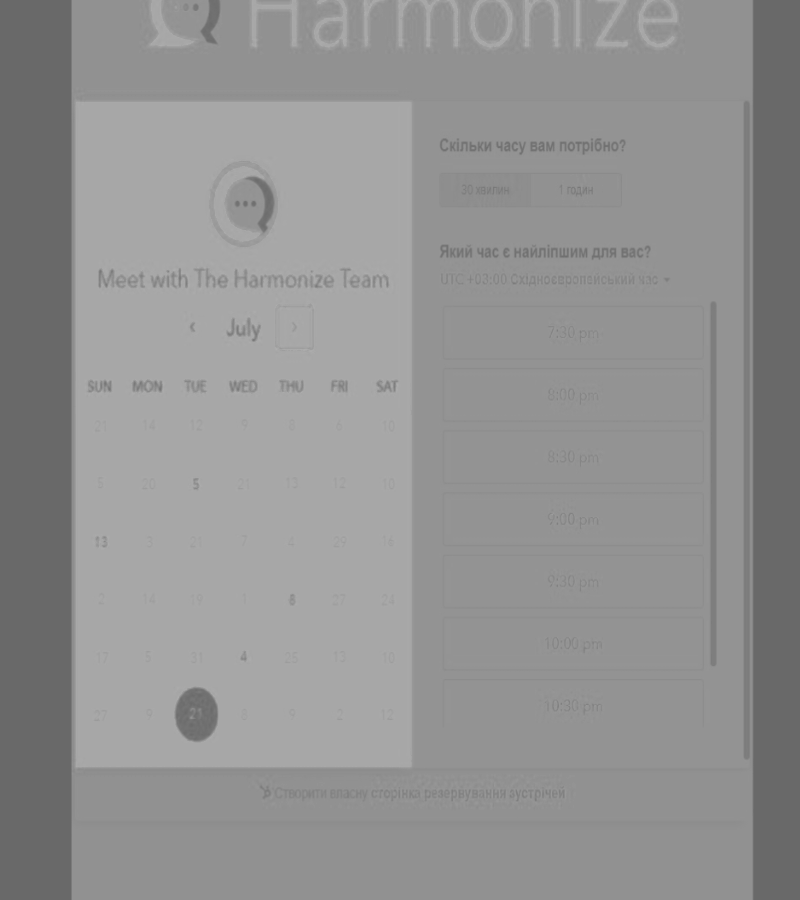 Harmonize
Meet with The Harmonize Team
‹ July ›
SUN MON TUE WED THU FRI SAT
21 14 12 9 8 6 10
5 20 5 21 13 12 10
13 3 21 7 4 29 14
2 14 19 1 8 27 24
17 5 31 4 25 13 10
27 9 21 6 9 2 12
Скільки часу вам потрібно?
30 хвилин 1 годин
Який час є найліпшим для вас?
UTC +03:00 Східноєвропейський час
7:30 pm
8:00 pm
8:30 pm
9:00 pm
9:30 pm
10:00 pm
10:30 pm
Створити власну сторінка резервування зустрічей